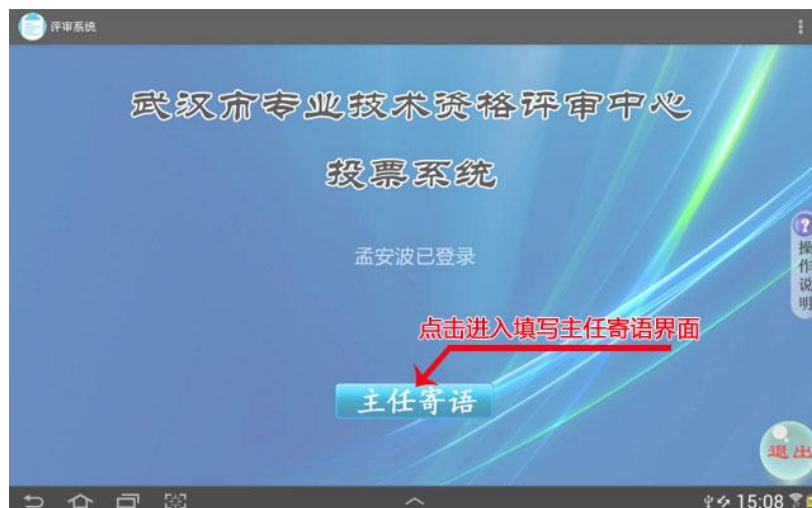 评审系统
武汉市专业技术资格评审中心
投票系统
孟安波已登录
?
操作说明
点击进入填写主任寄语界面
主任寄语
退出
15:08